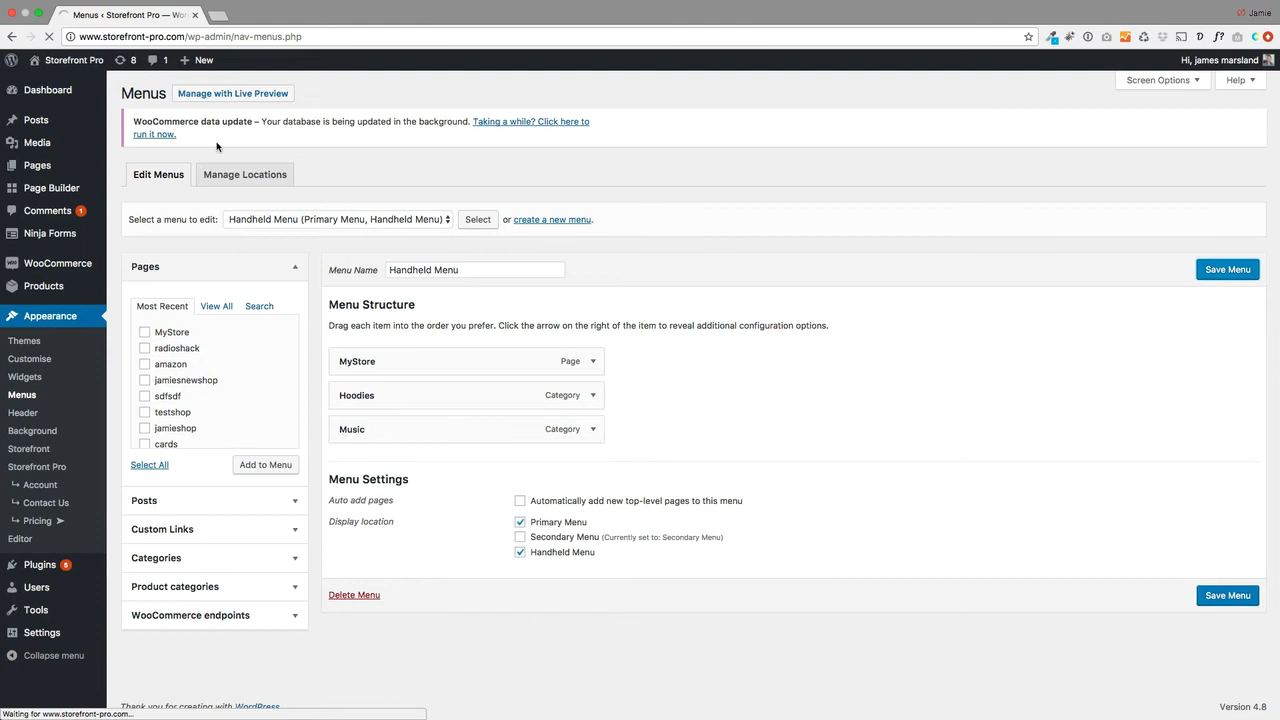 Menus ‹ Storefront Pro — Wo
Jamie
www.storefront-pro.com/wp-admin/nav-menus.php
Storefront Pro 8 1 New
Hi, james marsland
Screen Options Help
Menus Manage with Live Preview
WooCommerce data update – Your database is being updated in the background. Taking a while? Click here to
run it now.
Edit Menus Manage Locations
Select a menu to edit: Handheld Menu (Primary Menu, Handheld Menu) Select or create a new menu.
Dashboard
Posts
Media
Pages
Page Builder
Comments 1
Ninja Forms
WooCommerce
Products
Appearance
Themes
Customise
Widgets
Menus
Header
Background
Storefront
Storefront Pro
Account
Contact Us
Pricing
Editor
Plugins 6
Users
Tools
Settings
Collapse menu
Pages
Most Recent View All Search
MyStore
radioshack
amazon
jamiesnewshop
sdfsdf
testshop
jamieshop
cards
Select All Add to Menu
Posts
Custom Links
Categories
Product categories
WooCommerce endpoints
Menu Name Handheld Menu Save Menu
Menu Structure
Drag each item into the order you prefer. Click the arrow on the right of the item to reveal additional configuration options.
MyStore Page
Hoodies Category
Music Category
Menu Settings
Auto add pages Automatically add new top-level pages to this menu
Display location Primary Menu
Secondary Menu (Currently set to: Secondary Menu)
Handheld Menu
Delete Menu Save Menu
Thank you for creating with WordPress
Version 4.8
Waiting for www.storefront-pro.com...